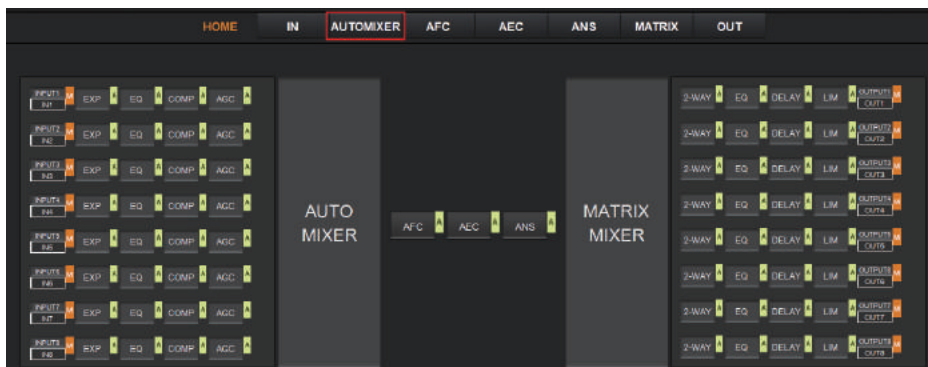 HOME IN AUTOMIXER AFC AEC ANS MATRIX OUT
INPUT1 M EXP A EQ A COMP A AGC A
IN1
INPUT2 M EXP A EQ A COMP A AGC A
IN2
INPUT3 M EXP A EQ A COMP A AGC A
IN3
INPUT4 M EXP A EQ A COMP A AGC A
IN4
INPUT5 M EXP A EQ A COMP A AGC A
IN5
INPUT6 M EXP A EQ A COMP A AGC A
IN6
INPUT7 M EXP A EQ A COMP A AGC A
IN7
INPUT8 M EXP A EQ A COMP A AGC A
IN8
AUTO
MIXER
AFC A AEC A ANS A
MATRIX
MIXER
2-WAY A EQ A DELAY A LIM A OUTPUT1 M
OUT1
2-WAY A EQ A DELAY A LIM A OUTPUT2 M
OUT2
2-WAY A EQ A DELAY A LIM A OUTPUT3 M
OUT3
2-WAY A EQ A DELAY A LIM A OUTPUT4 M
OUT4
2-WAY A EQ A DELAY A LIM A OUTPUT5 M
OUT5
2-WAY A EQ A DELAY A LIM A OUTPUT6 M
OUT6
2-WAY A EQ A DELAY A LIM A OUTPUT7 M
OUT7
2-WAY A EQ A DELAY A LIM A OUTPUT8 M
OUT8